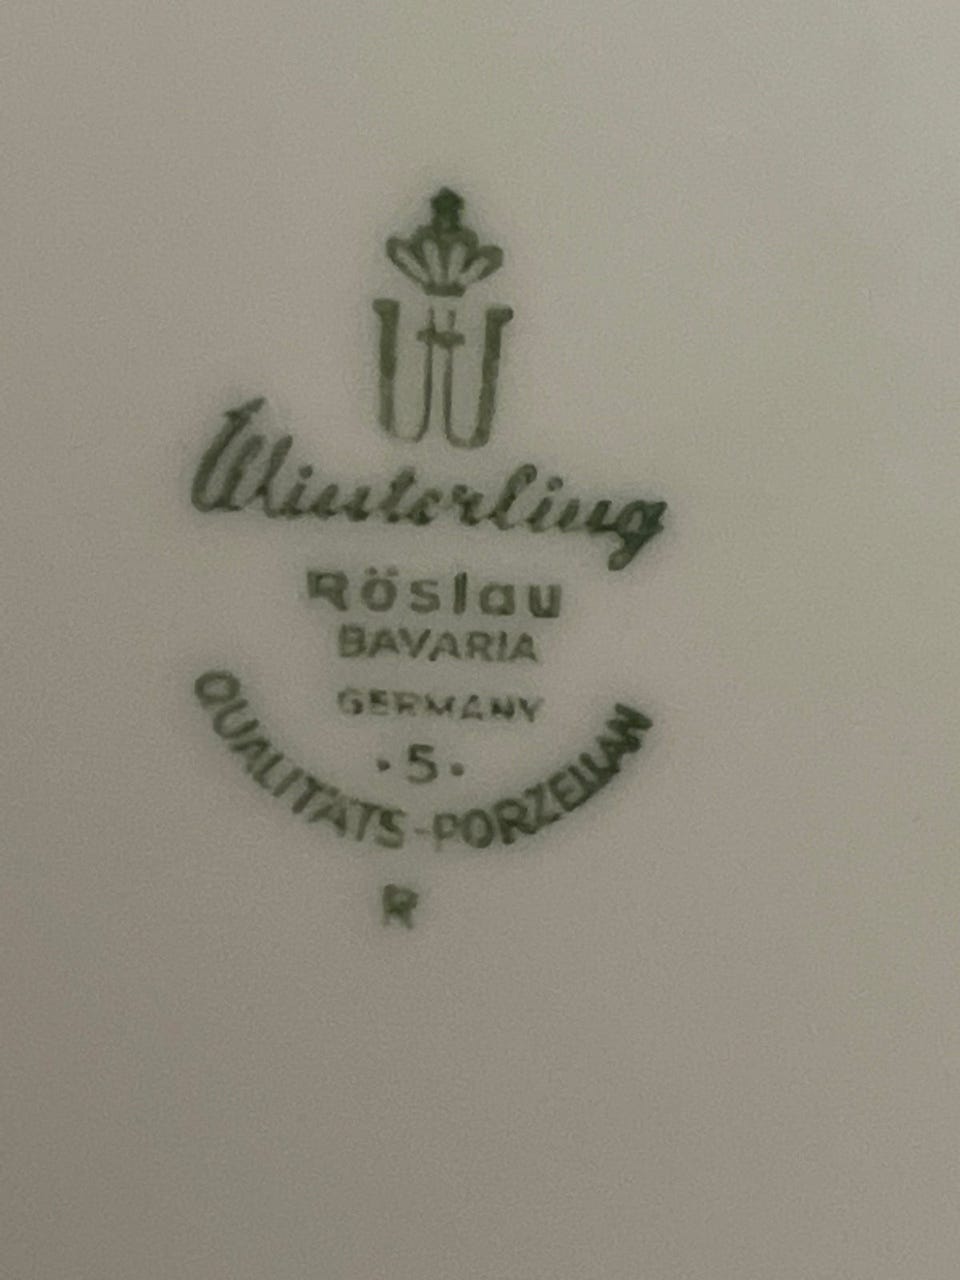 W
Winterling
Röslau
BAVARIA
GERMANY
·5·
QUALITÄTS-PORZELLAN
R